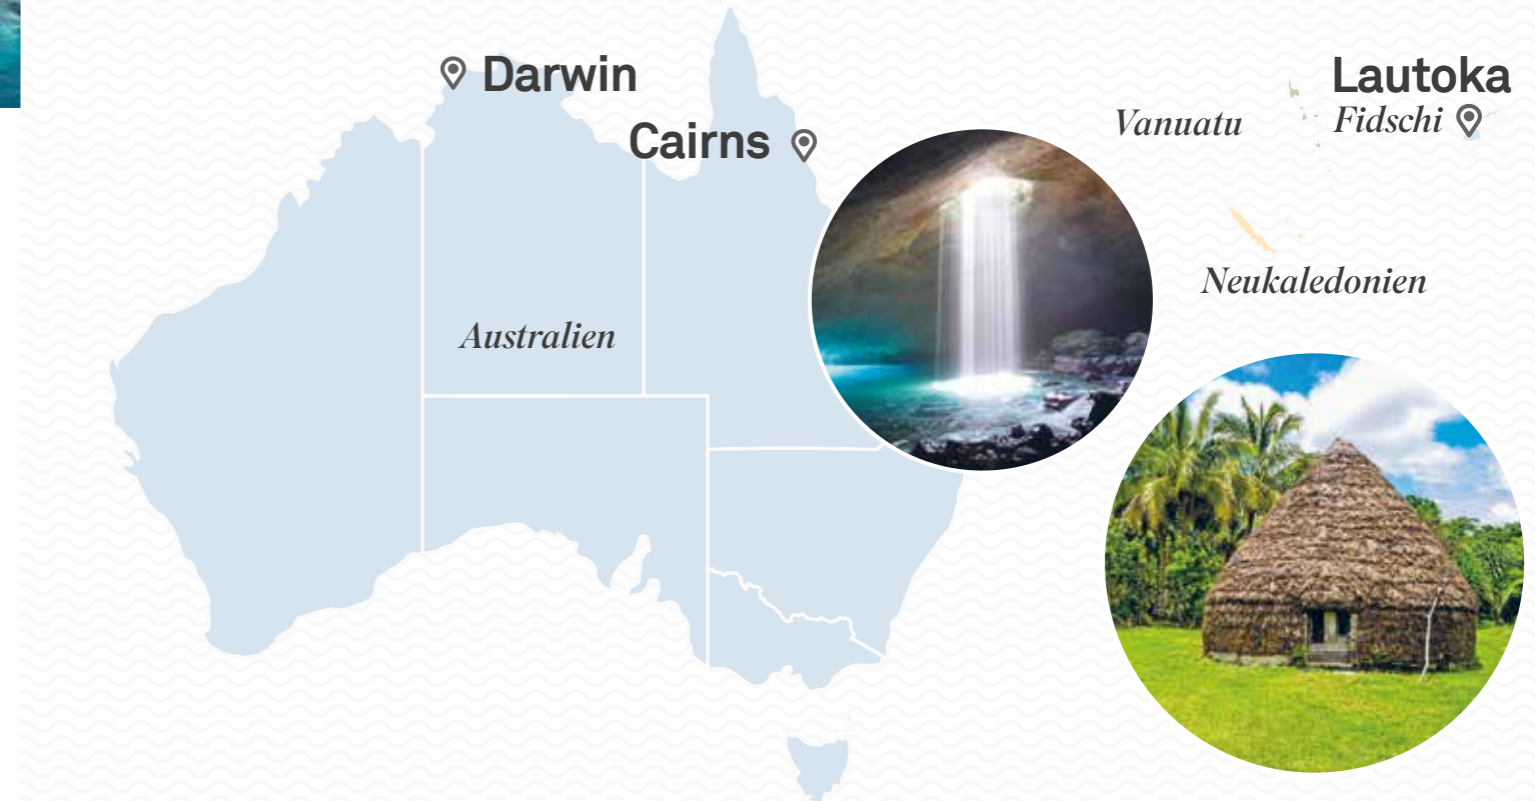 Darwin
Cairns
Lautoka
Vanuatu
Fidschi
Neukaledonien
Australien